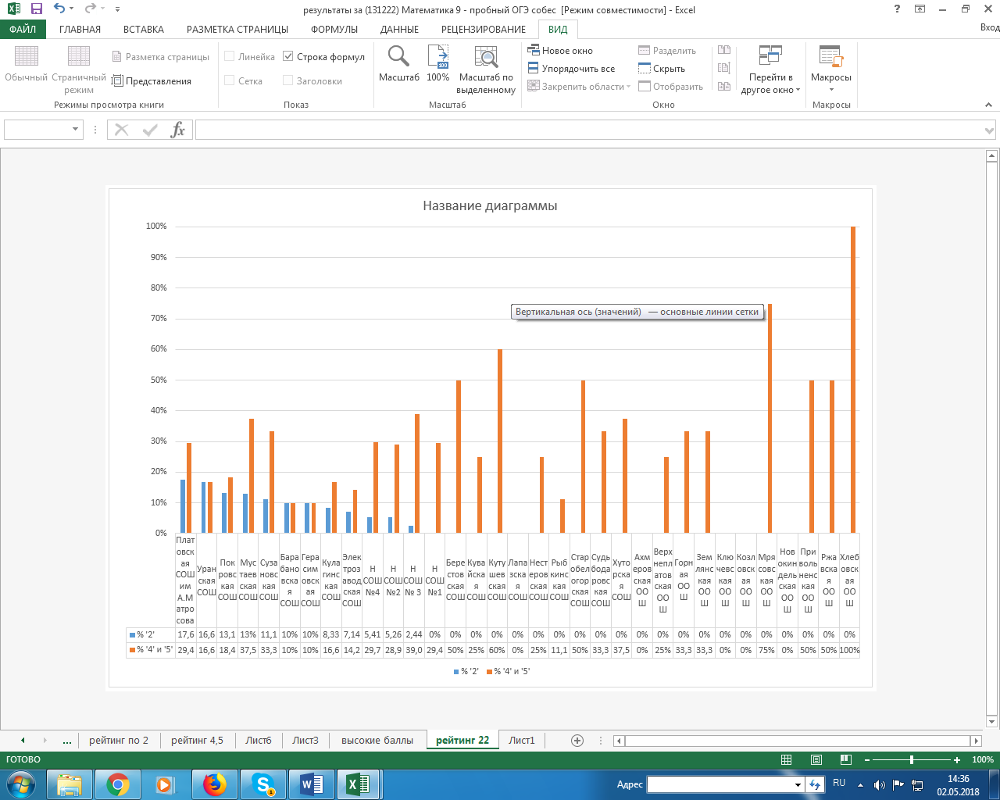 результаты за (131222) Математика 9 - пробный ОГЭ собес [Режим совместимости] - Excel
Вход
ФАЙЛ ГЛАВНАЯ ВСТАВКА РАЗМЕТКА СТРАНИЦЫ ФОРМУЛЫ ДАННЫЕ РЕЦЕНЗИРОВАНИЕ ВИД
Обычный
Страничный режим
Разметка страницы
Представления
Режимы просмотра книги
Линейка
Строка формул
Сетка
Заголовки
Показ
Масштаб
100%
Масштаб по выделенному
Масштаб
Новое окно
Упорядочить все
Закрепить области
Разделить
Скрыть
Отобразить
Перейти в другое окно
Окно
Макросы
Макросы
fx
Название диаграммы
100%
90%
80%
Вертикальная ось (значений) — основные линии сетки
70%
60%
50%
40%
30%
20%
10%
0%
Платовская СОШ им А.Матросова
Уранская СОШ
Покровская СОШ
Мустаевская СОШ
Сузановская СОШ
Барабановская СОШ
Герасимовская СОШ
Кулагинская СОШ
Электрозаводская СОШ
Н СОШ №4
Н СОШ №2
Н СОШ № 3
Н СОШ №1
Берестовская СОШ
Кувайская СОШ
Кутушевская СОШ
Лапазская СОШ
Нестеровская СОШ
Рыбкинская СОШ
Старобелогорская СОШ
Судьбодаровская СОШ
Хуторская СОШ
Ахмеровская ООШ
Верхнеплатовская ООШ
Горная ООШ
Землянская ООШ
Ключевская ООШ
Козловская ООШ
Мрясовская ООШ
Новокиндельская ООШ
Привольненская ООШ
Ржавская ООШ
Хлебовская ООШ
% '2' 17,6 16,6 13,1 13% 11,1 10% 10% 8,33 7,14 5,41 5,26 2,44 0% 0% 0% 0% 0% 0% 0% 0% 0% 0% 0% 0% 0% 0% 0% 0% 0% 0% 0% 0% 0%
% '4' и '5' 29,4 16,6 18,4 37,5 33,3 10% 10% 16,6 14,2 29,7 28,9 39,0 29,4 50% 25% 60% 0% 25% 11,1 50% 33,3 37,5 0% 25% 33,3 33,3 0% 0% 75% 0% 50% 50% 100%
% '2' % '4' и '5'
... рейтинг по 2 рейтинг 4,5 Лист6 Лист3 высокие баллы рейтинг 22 Лист1
ГОТОВО
100%
Адрес
RU
14:36
02.05.2018